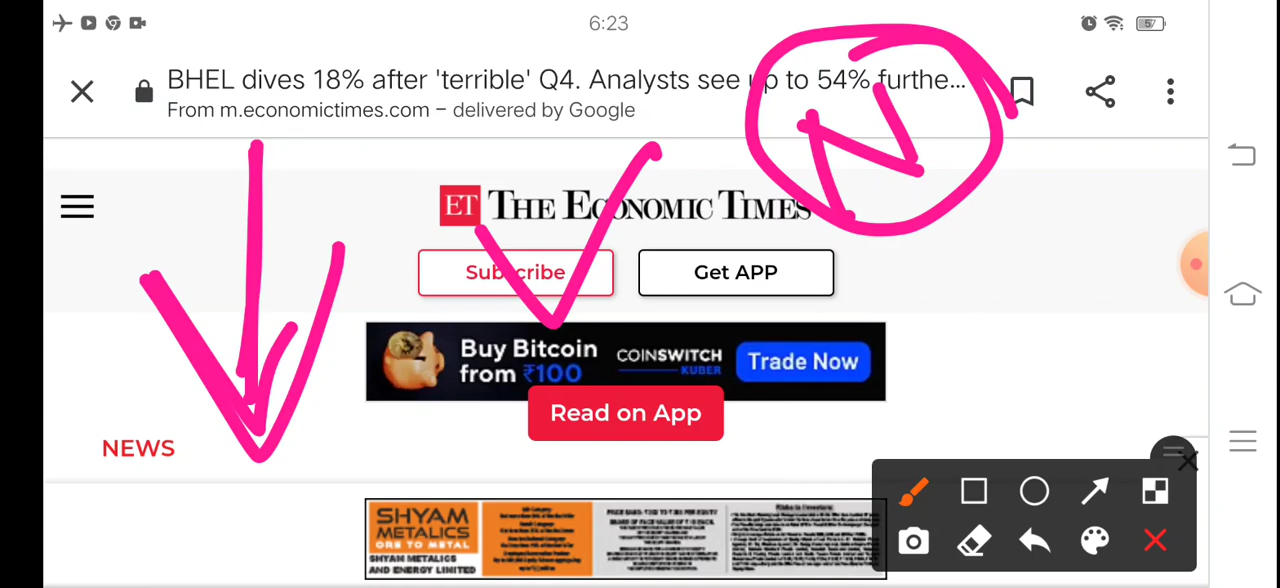 6:23
57
BHEL dives 18% after 'terrible' Q4. Analysts see up to 54% furthe...
From m.economictimes.com – delivered by Google
N
ET THE ECONOMIC TIMES
Subscribe
Get APP
Buy Bitcoin
from ₹100
COINSWITCH
KUBER
Trade Now
Read on App
NEWS
SHYAM
METALICS
ORE TO METAL
SHYAM METALICS
AND ENERGY LIMITED